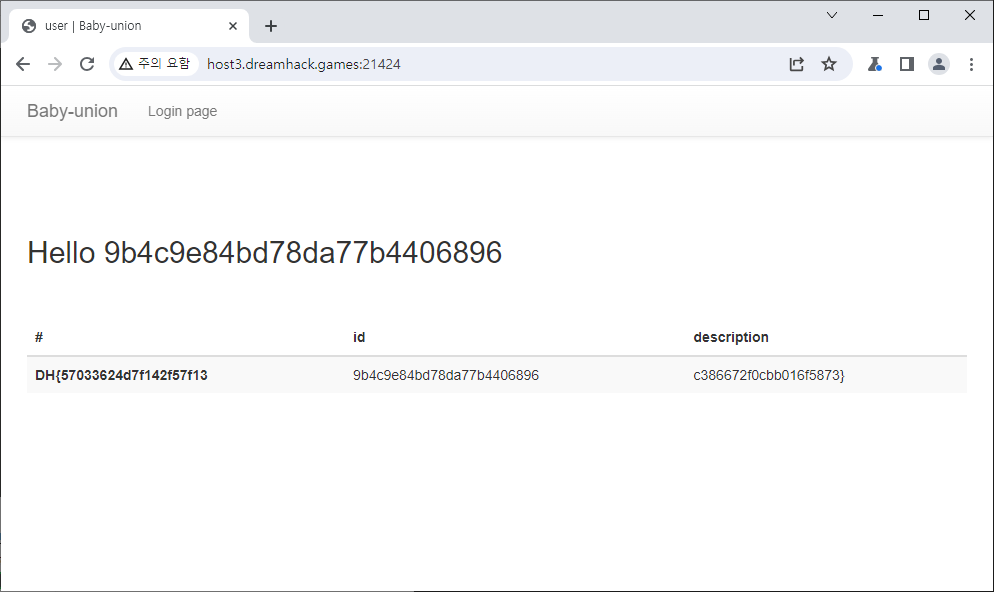 user | Baby-union
주의 요함 host3.dreamhack.games:21424
Baby-union Login page
Hello 9b4c9e84bd78da77b4406896
# id description
DH{57033624d7f142f57f13 9b4c9e84bd78da77b4406896 c386672f0cbb016f5873}